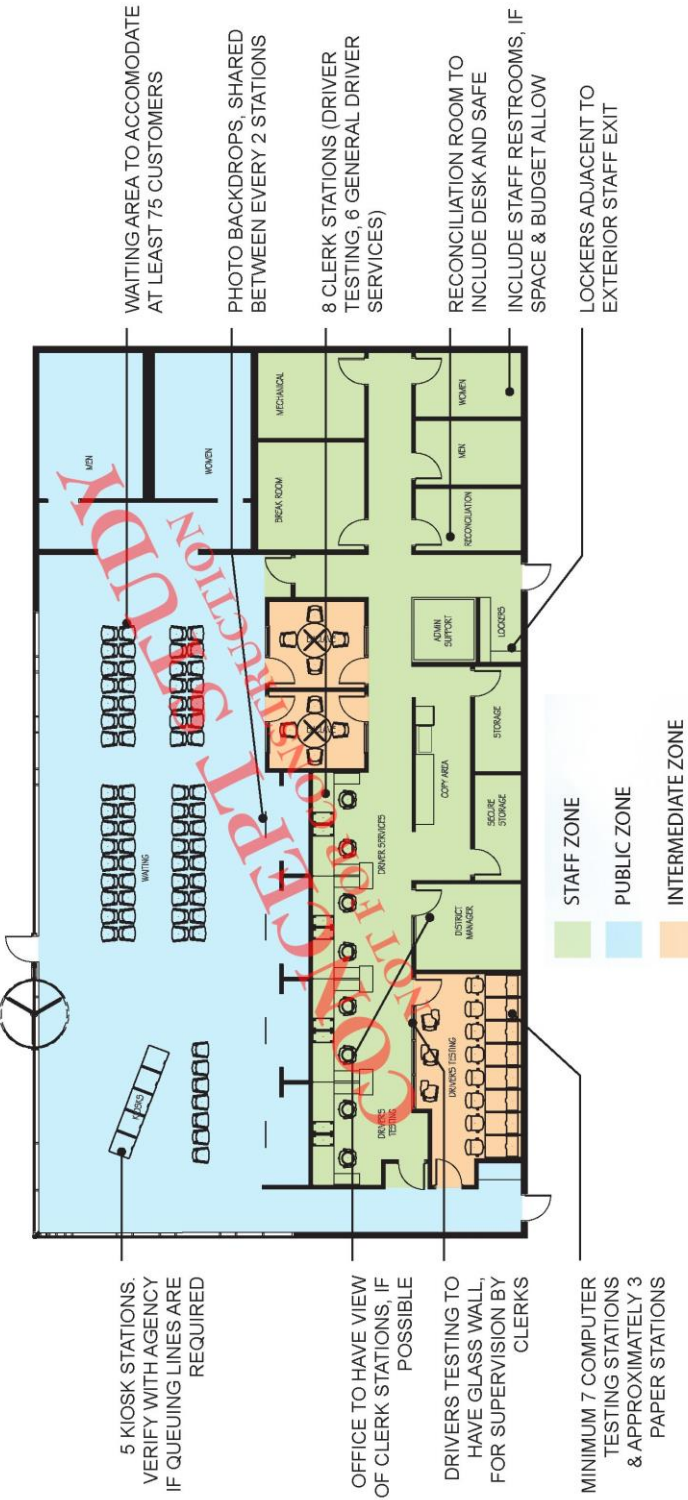 WAITING AREA TO ACCOMODATE
AT LEAST 75 CUSTOMERS
PHOTO BACKDROPS, SHARED
BETWEEN EVERY 2 STATIONS
8 CLERK STATIONS (DRIVER
TESTING, 6 GENERAL DRIVER
SERVICES)
RECONCILIATION ROOM TO
INCLUDE DESK AND SAFE
INCLUDE STAFF RESTROOMS, IF
SPACE & BUDGET ALLOW
LOCKERS ADJACENT TO
EXTERIOR STAFF EXIT
MEN
WOMEN
MECHANICAL
BREAK ROOM
WOMEN
MEN
RECONCILIATION
ADMIN
SUPPORT
LOCKERS
WAITING
COPY AREA
STORAGE
SECURE
STORAGE
DRIVER SERVICES
DISTRICT
MANAGER
KIOSKS
DRIVERS
TESTING
DRIVERS TESTING
CONCEPT STUDY
NOT FOR CONSTRUCTION
5 KIOSK STATIONS.
VERIFY WITH AGENCY
IF QUEUING LINES ARE
REQUIRED
OFFICE TO HAVE VIEW
OF CLERK STATIONS, IF
POSSIBLE
DRIVERS TESTING TO
HAVE GLASS WALL,
FOR SUPERVISION BY
CLERKS
MINIMUM 7 COMPUTER
TESTING STATIONS
& APPROXIMATELY 3
PAPER STATIONS
STAFF ZONE
PUBLIC ZONE
INTERMEDIATE ZONE